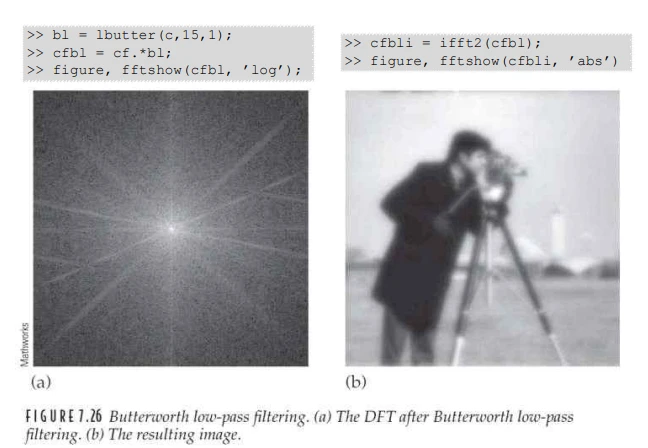 >> bl = lbutter(c,15,1);
>> cfbl = cf.*bl;
>> figure, fftshow(cfbl, ’log’);
>> cfbli = ifft2(cfbl);
>> figure, fftshow(cfbli, ’abs’)
Mathworks
(a)
(b)
FIGURE 7.26 Butterworth low-pass filtering. (a) The DFT after Butterworth low-pass
filtering. (b) The resulting image.